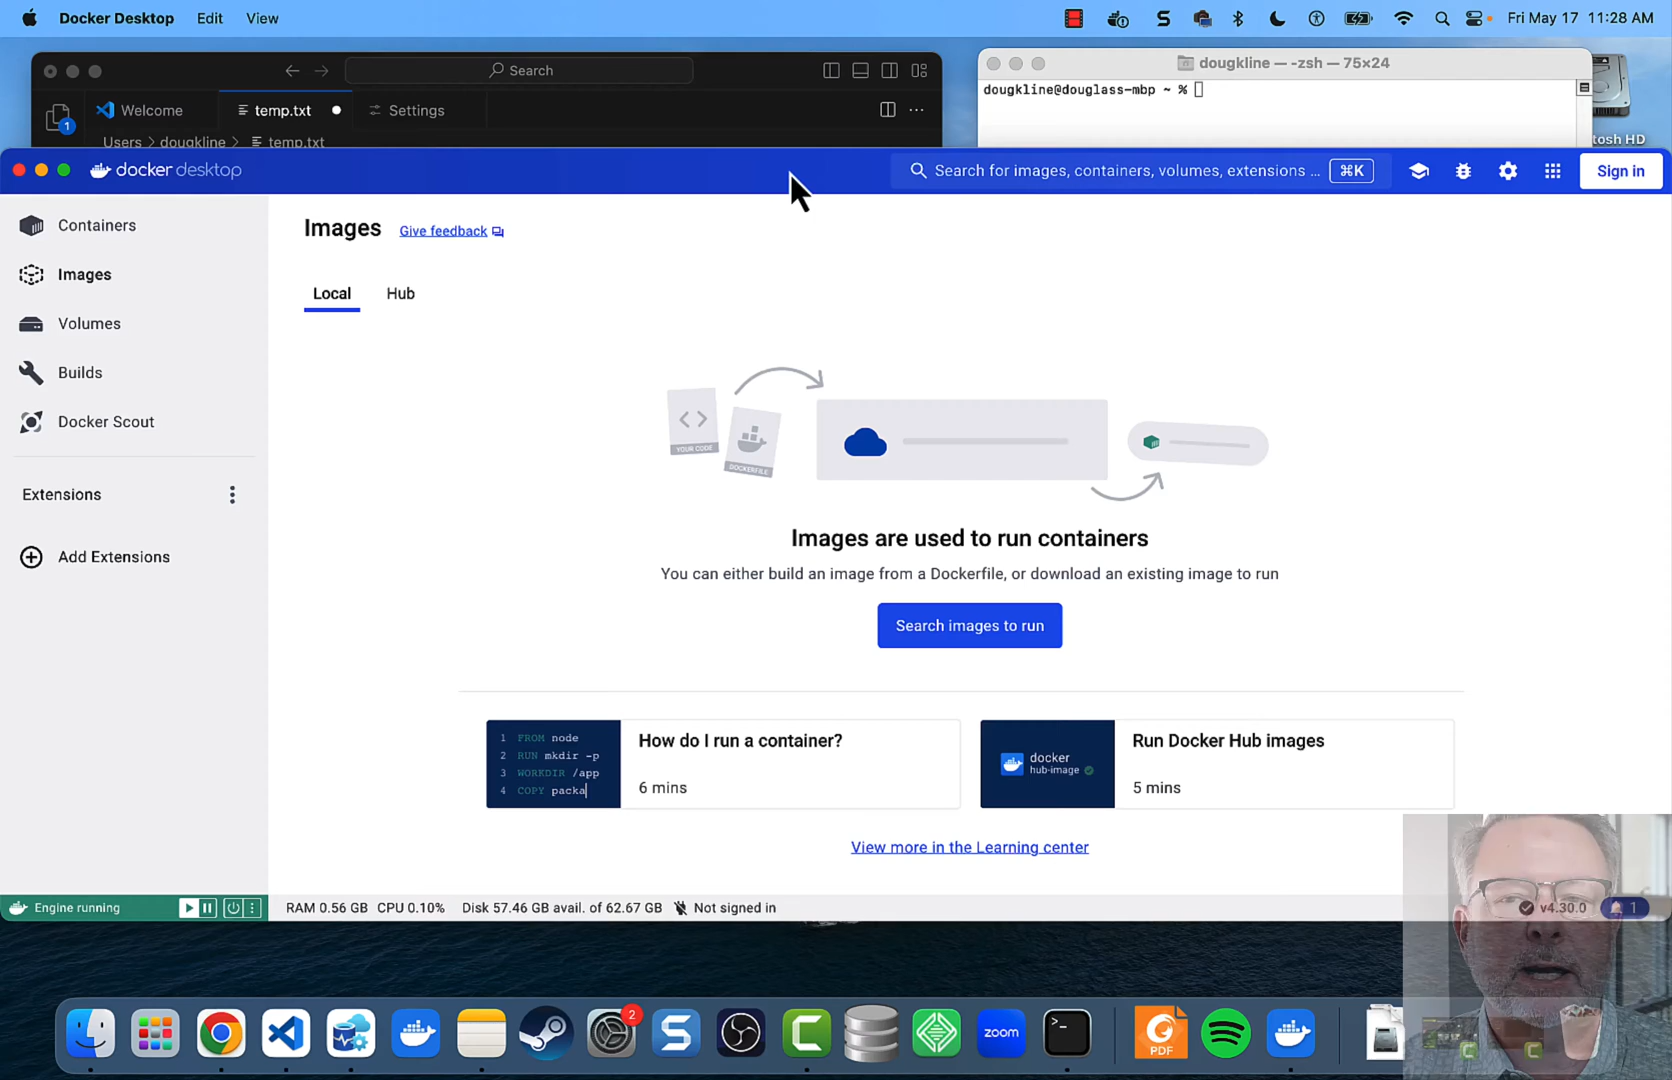 Docker Desktop Edit View
Fri May 17 11:28 AM
Search
dougkline — -zsh — 75×24
Welcome
temp.txt
Settings
1
dougkline@douglass-mbp ~ %
Users > dougkline > temp.txt
tosh HD
docker desktop
Search for images, containers, volumes, extensions ...
⌘K
Sign in
Containers
Images
Volumes
Builds
Docker Scout
Extensions
Add Extensions
Images
Give feedback
Local
Hub
YOUR CODE
DOCKERFILE
Images are used to run containers
You can either build an image from a Dockerfile, or download an existing image to run
Search images to run
1 FROM node
2 RUN mkdir -p
3 WORKDIR /app
4 COPY packa
How do I run a container?
6 mins
docker
hub-image
Run Docker Hub images
5 mins
View more in the Learning center
Engine running
RAM 0.56 GB CPU 0.10% Disk 57.46 GB avail. of 62.67 GB Not signed in
v4.30.0
1
2
zoom
>_
PDF